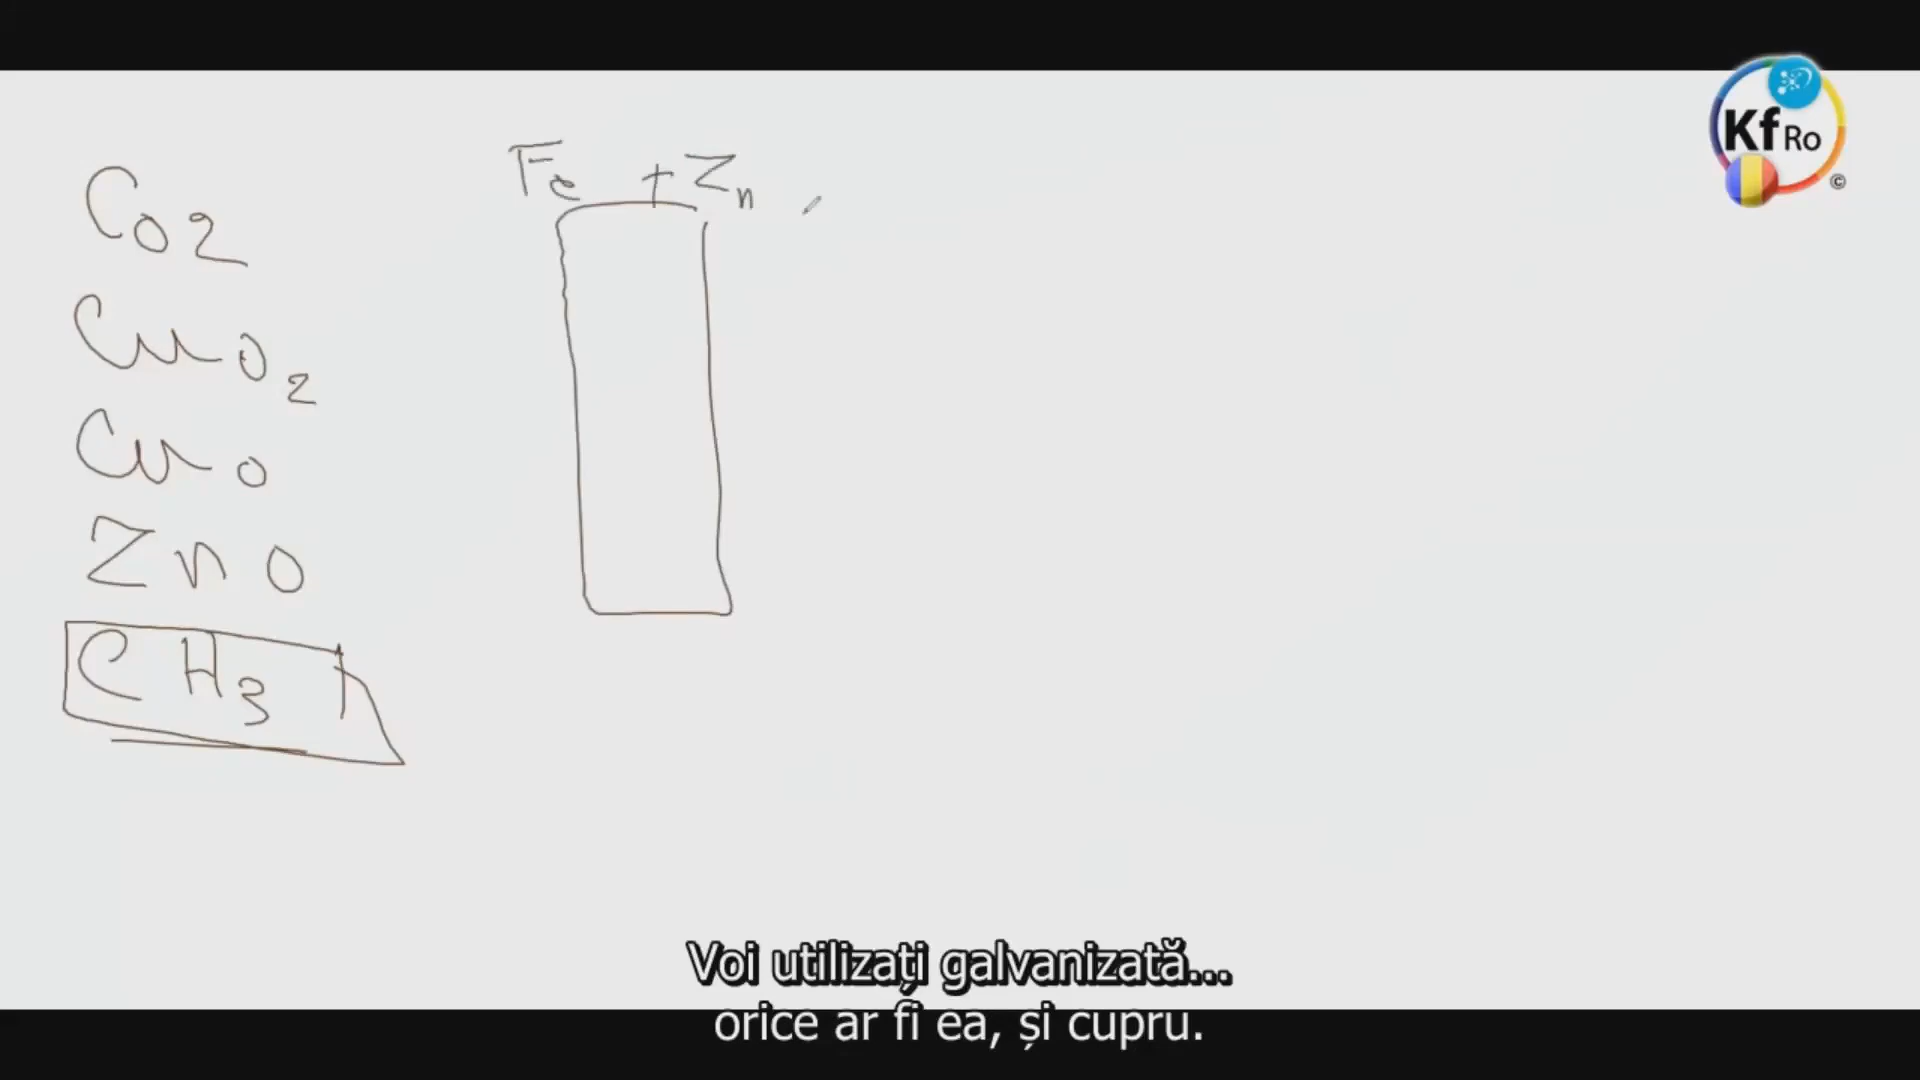 Fe + Zn
CO2
CuO2
CuO
ZnO
CH3
Kf Ro
©
Voi utilizați galvanizată...
orice ar fi ea, și cupru.